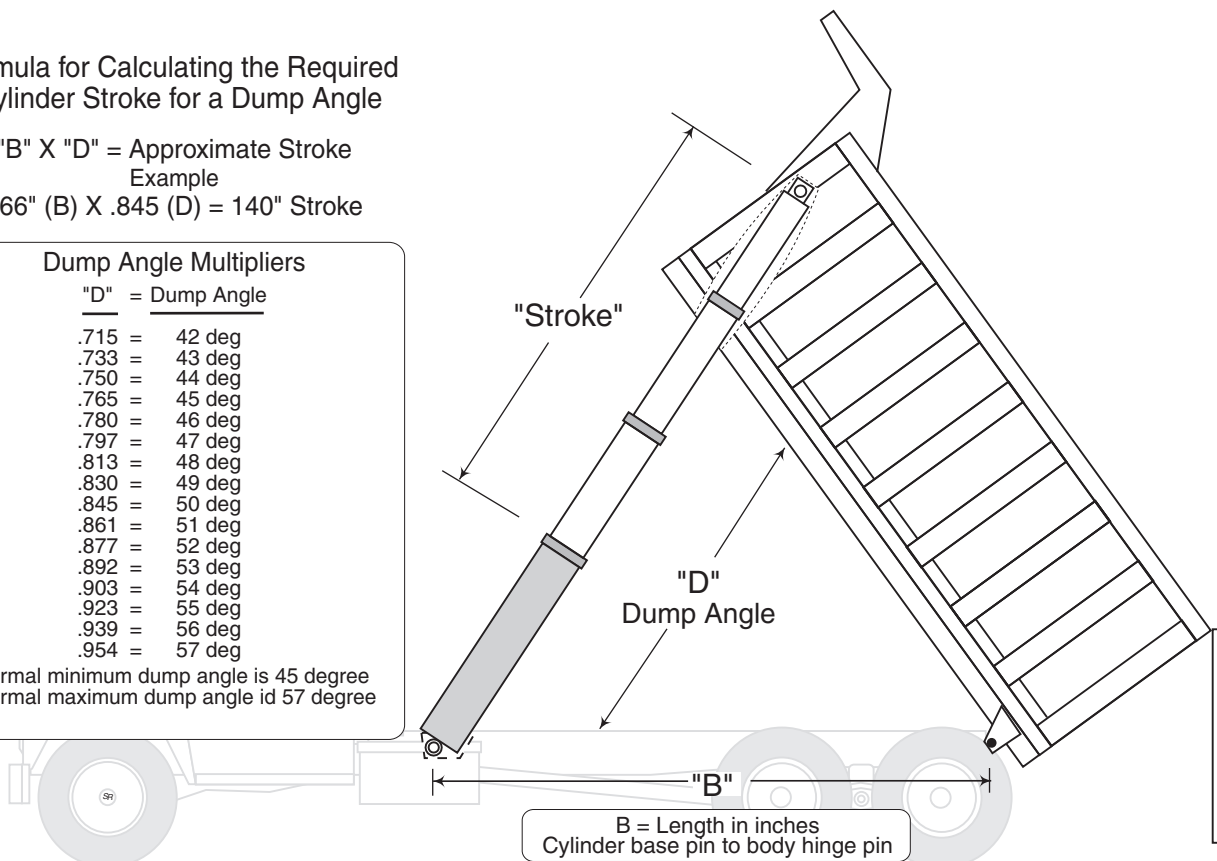 mula for Calculating the Required
ylinder Stroke for a Dump Angle
"B" X "D" = Approximate Stroke
Example
66" (B) X .845 (D) = 140" Stroke
Dump Angle Multipliers
"D" = Dump Angle
.715 = 42 deg
.733 = 43 deg
.750 = 44 deg
.765 = 45 deg
.780 = 46 deg
.797 = 47 deg
.813 = 48 deg
.830 = 49 deg
.845 = 50 deg
.861 = 51 deg
.877 = 52 deg
.892 = 53 deg
.903 = 54 deg
.923 = 55 deg
.939 = 56 deg
.954 = 57 deg
rmal minimum dump angle is 45 degree
rmal maximum dump angle id 57 degree
"Stroke"
"D"
Dump Angle
"B"
B = Length in inches
Cylinder base pin to body hinge pin
SR